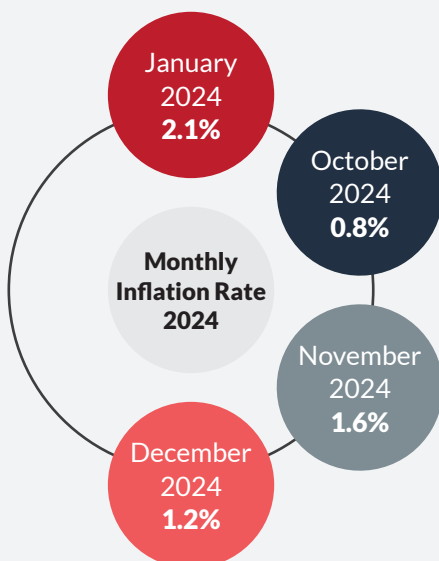 January
2024
2.1%
October
2024
0.8%
Monthly
Inflation Rate
2024
November
2024
1.6%
December
2024
1.2%